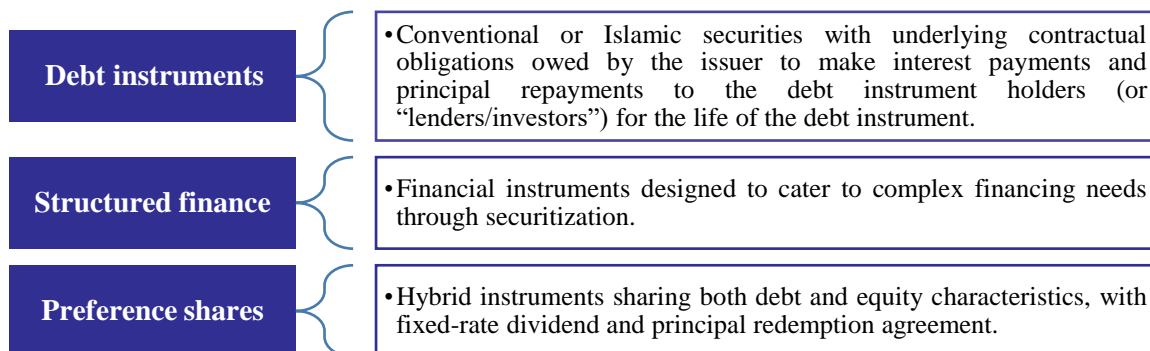 Debt instruments
•Conventional or Islamic securities with underlying contractual
obligations owed by the issuer to make interest payments and
principal repayments to the debt instrument holders (or
“lenders/investors”) for the life of the debt instrument.
Structured finance
•Financial instruments designed to cater to complex financing needs
through securitization.
Preference shares
•Hybrid instruments sharing both debt and equity characteristics, with
fixed-rate dividend and principal redemption agreement.